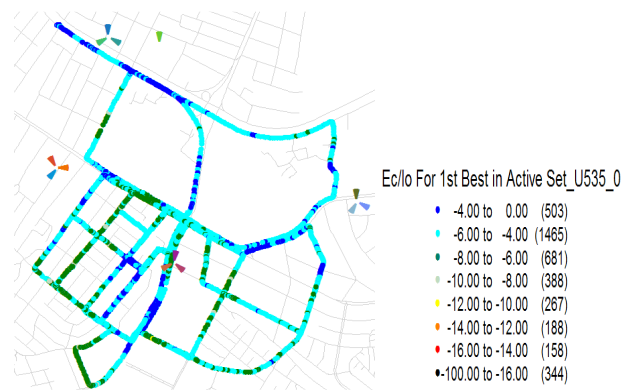 Ec/Io For 1st Best in Active Set_U535_0
-4.00 to 0.00 (503)
-6.00 to -4.00 (1465)
-8.00 to -6.00 (681)
-10.00 to -8.00 (388)
-12.00 to -10.00 (267)
-14.00 to -12.00 (188)
-16.00 to -14.00 (158)
-100.00 to -16.00 (344)